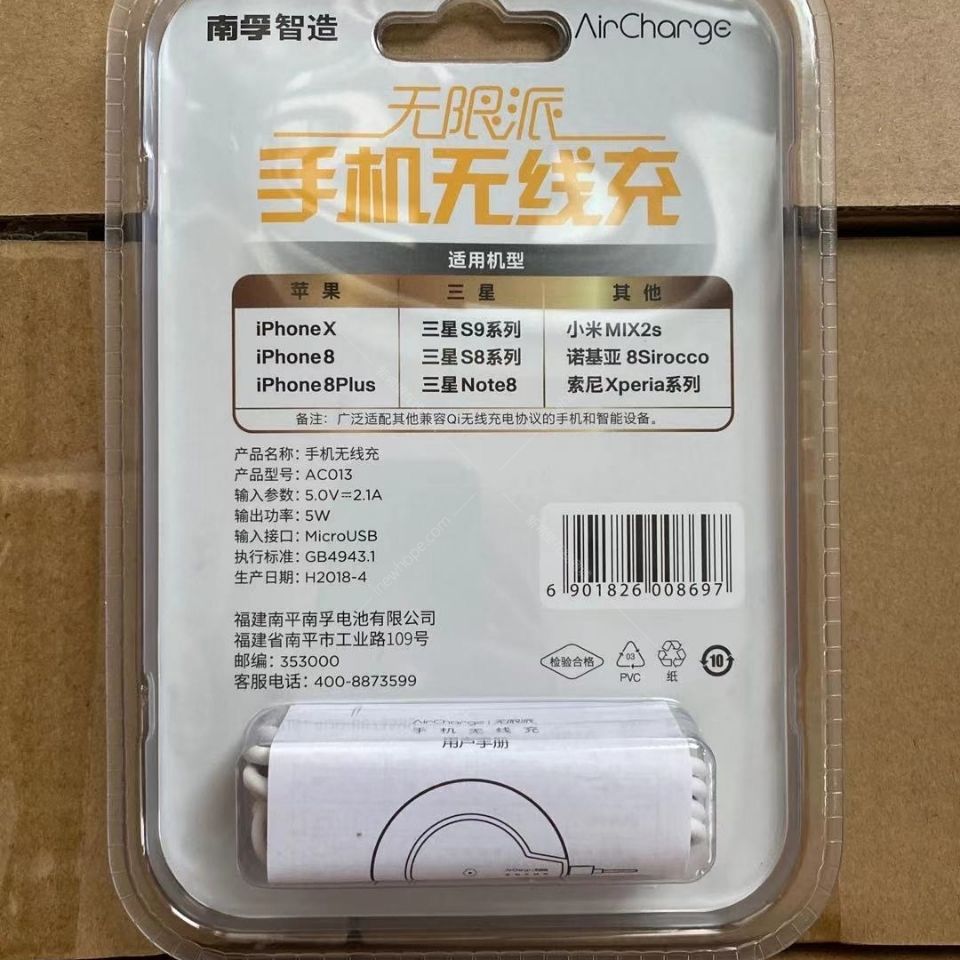 南孚智造
AirCharge
无限派
手机无线充
适用机型
苹果 三星 其他
iPhoneX 三星S9系列 小米MIX2s
iPhone8 三星S8系列 诺基亚 8Sirocco
iPhone8Plus 三星Note8 索尼Xperia系列
备注：广泛适配其他兼容Qi无线充电协议的手机和智能设备。
产品名称：手机无线充
产品型号：AC013
输入参数：5.0V⎓2.1A
输出功率：5W
输入接口：MicroUSB
执行标准：GB4943.1
生产日期：H2018-4
6 901826 008697
福建南平南孚电池有限公司
福建省南平市工业路109号
邮编：353000
客服电话：400-8873599
检验合格
03
PVC
纸
10
AirCharge | 无限派
手机无线充
用户手册